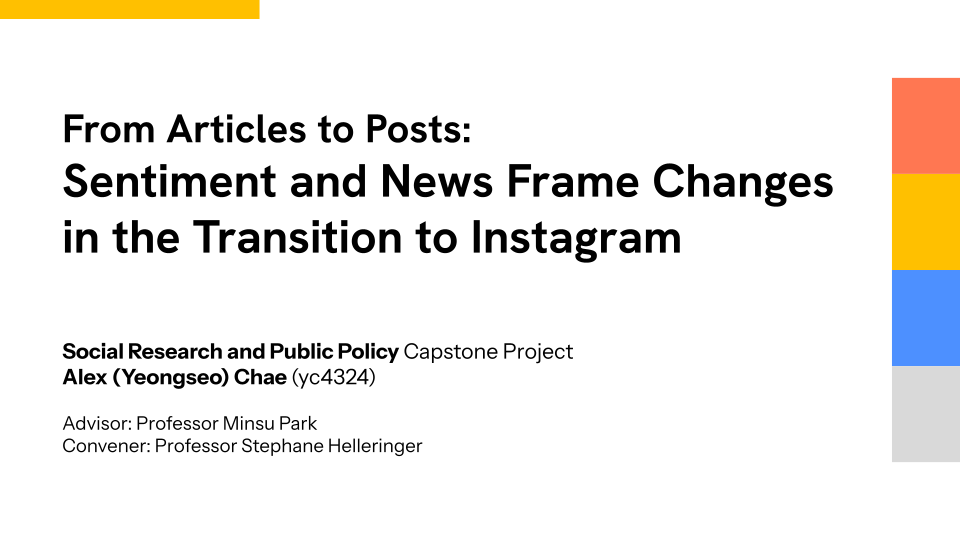 From Articles to Posts:
Sentiment and News Frame Changes
in the Transition to Instagram
Social Research and Public Policy Capstone Project
Alex (Yeongseo) Chae (yc4324)
Advisor: Professor Minsu Park
Convener: Professor Stephane Helleringer